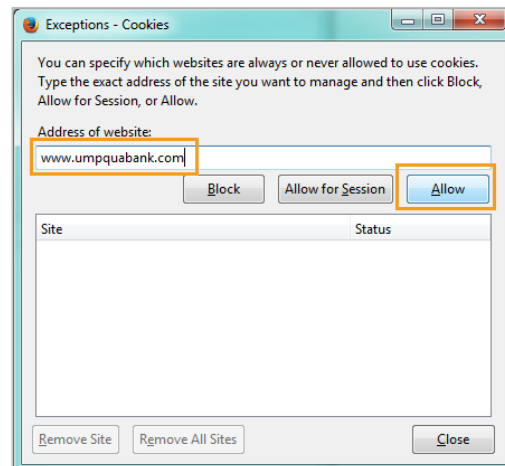 Exceptions - Cookies
You can specify which websites are always or never allowed to use cookies.
Type the exact address of the site you want to manage and then click Block,
Allow for Session, or Allow.
Address of website:
www.umpquabank.com
Block Allow for Session Allow
Site Status
Remove Site Remove All Sites Close